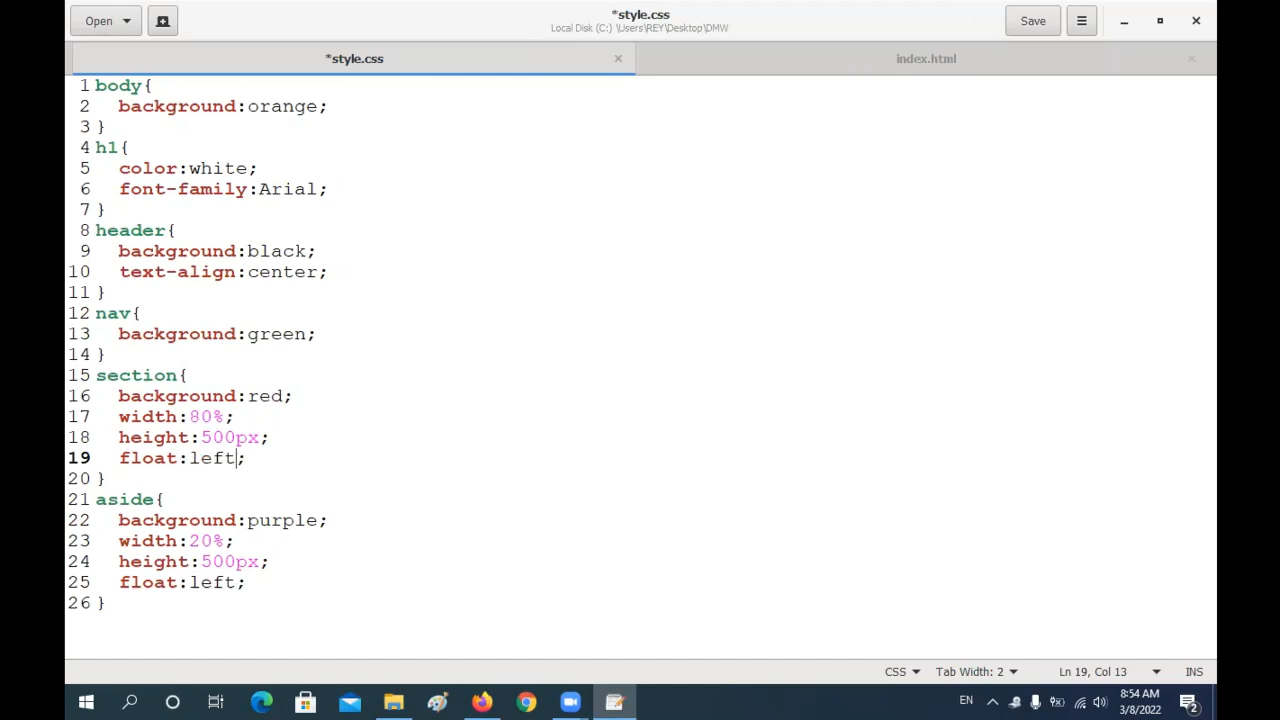 Open
*style.css
Local Disk (C:) \Users\REY\Desktop\DMW
Save
*style.css
index.html
1 body{
2 background:orange;
3 }
4 h1{
5 color:white;
6 font-family:Arial;
7 }
8 header{
9 background:black;
10 text-align:center;
11 }
12 nav{
13 background:green;
14 }
15 section{
16 background:red;
17 width:80%;
18 height:500px;
19 float:left;
20 }
21 aside{
22 background:purple;
23 width:20%;
24 height:500px;
25 float:left;
26 }
CSS Tab Width: 2 Ln 19, Col 13 INS
EN
8:54 AM
3/8/2022
2